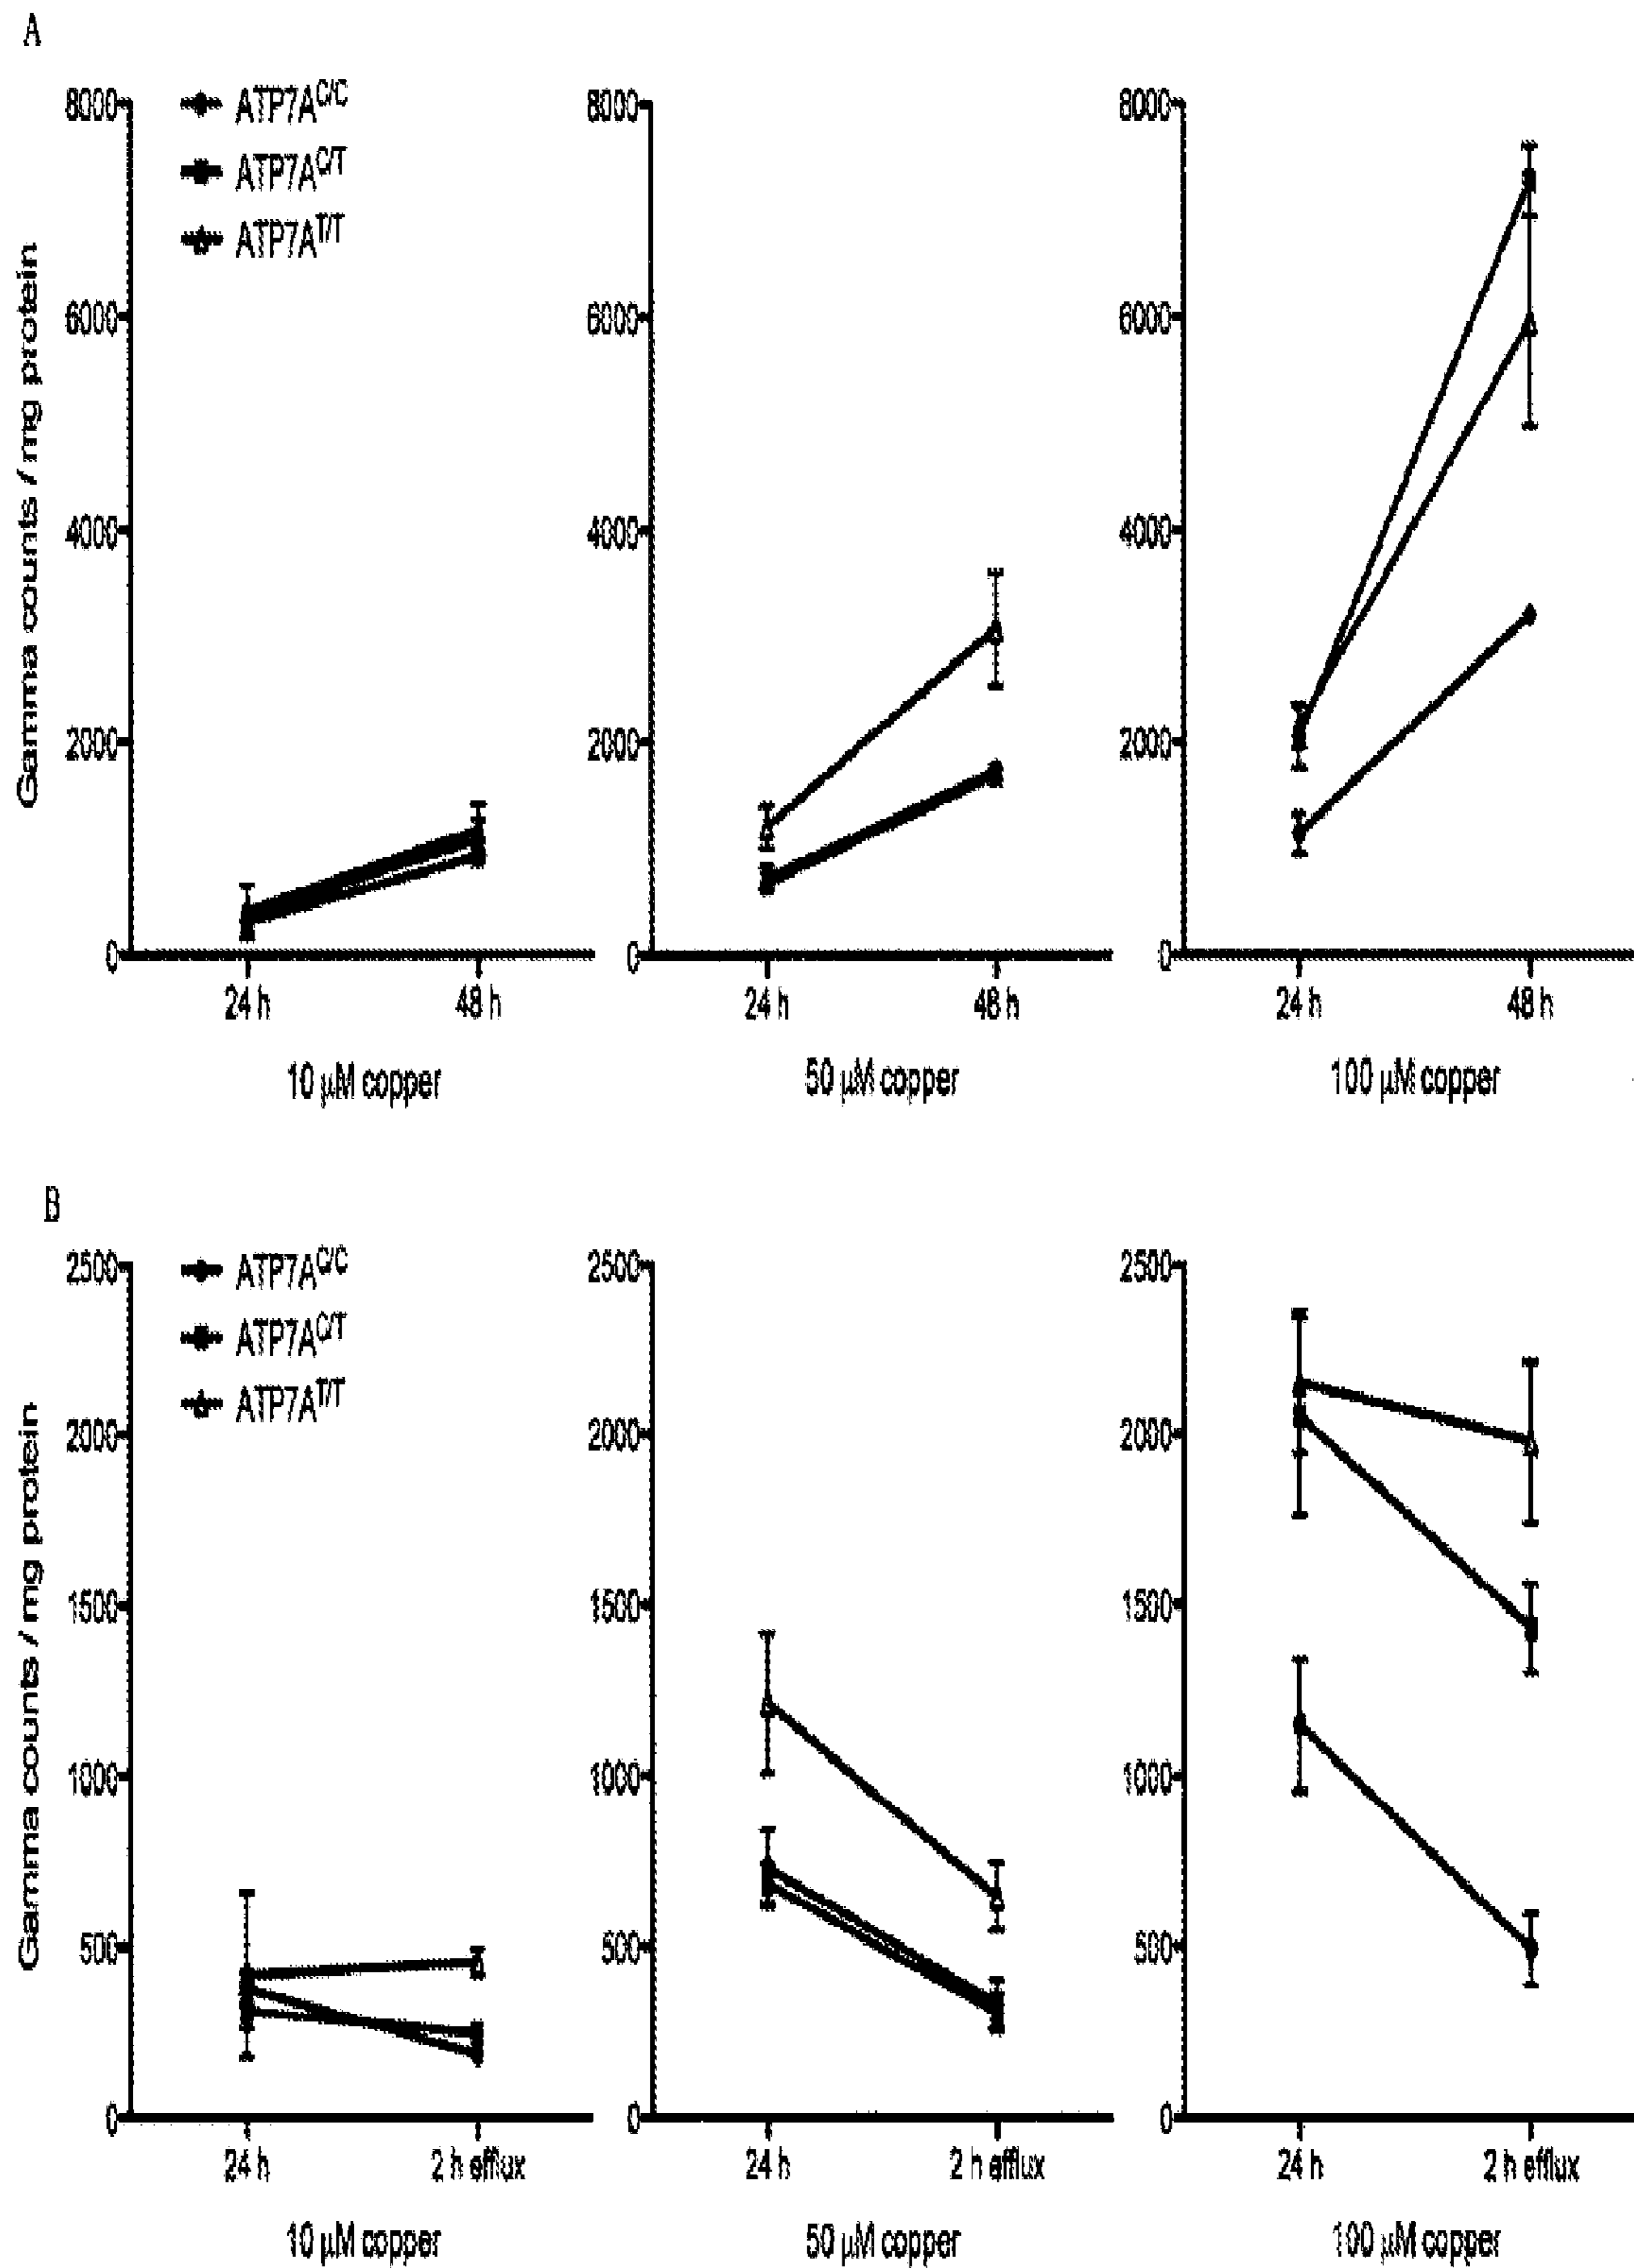 A
8000
ATP7A^C/C
ATP7A^C/T
ATP7A^T/T
6000
4000
2000
0
Gamma counts / mg protein
24 h 48 h
10 µM copper
8000
6000
4000
2000
0
24 h 48 h
50 µM copper
8000
6000
4000
2000
0
24 h 48 h
100 µM copper
B
2500
ATP7A^C/C
ATP7A^C/T
ATP7A^T/T
2000
1500
1000
500
0
Gamma counts / mg protein
24 h 2 h efflux
10 µM copper
2500
2000
1500
1000
500
0
24 h 2 h efflux
50 µM copper
2500
2000
1500
1000
500
0
24 h 2 h efflux
100 µM copper